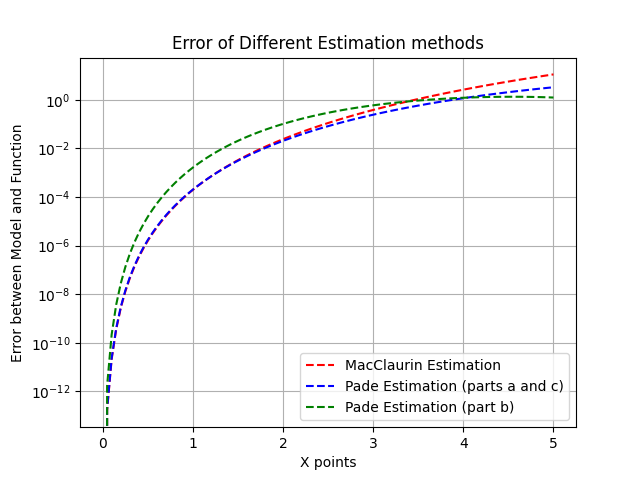 Error of Different Estimation methods
Error between Model and Function
10⁰
10⁻²
10⁻⁴
10⁻⁶
10⁻⁸
10⁻¹⁰
10⁻¹²
MacClaurin Estimation
Pade Estimation (parts a and c)
Pade Estimation (part b)
0 1 2 3 4 5
X points